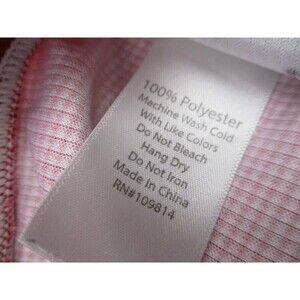 100% Polyester
Machine Wash Cold
With Like Colors
Do Not Bleach
Hang Dry
Do Not Iron
Made In China
RN#109814